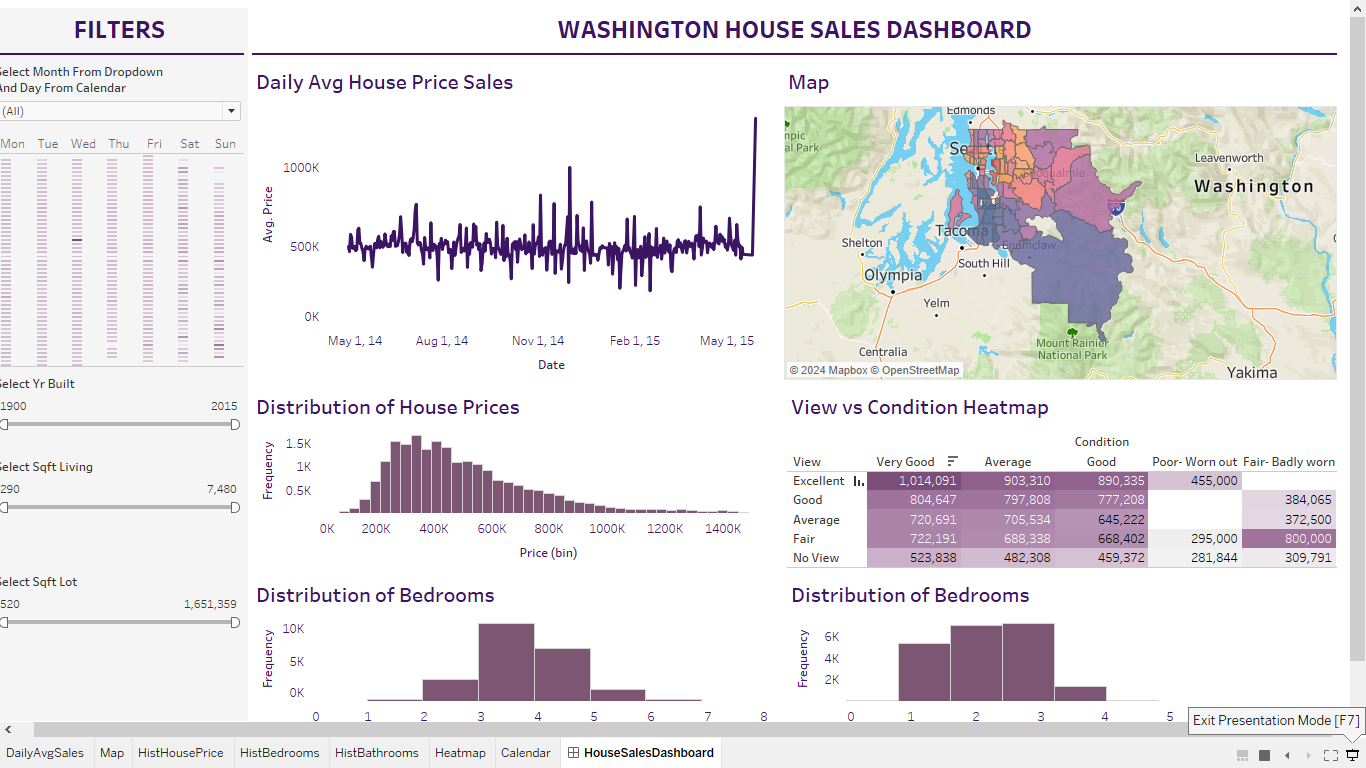 FILTERS
WASHINGTON HOUSE SALES DASHBOARD
Select Month From Dropdown
And Day From Calendar
(All)
Mon Tue Wed Thu Fri Sat Sun
Select Yr Built
1900 2015
Select Sqft Living
290 7,480
Select Sqft Lot
520 1,651,359
Daily Avg House Price Sales
Avg. Price
1000K
500K
0K
May 1, 14 Aug 1, 14 Nov 1, 14 Feb 1, 15 May 1, 15
Date
Map
Edmonds
Leavenworth
Washington
Tacoma
Enumclaw
Shelton
South Hill
Olympia
Yelm
Centralia
Mount Rainier
National Park
Yakima
© 2024 Mapbox © OpenStreetMap
Distribution of House Prices
Frequency
1.5K
1K
0.5K
0K 200K 400K 600K 800K 1000K 1200K 1400K
Price (bin)
View vs Condition Heatmap
Condition
View Very Good Average Good Poor- Worn out Fair- Badly worn
Excellent 1,014,091 903,310 890,335 455,000
Good 804,647 797,808 777,208 384,065
Average 720,691 705,534 645,222 372,500
Fair 722,191 688,338 668,402 295,000 800,000
No View 523,838 482,308 459,372 281,844 309,791
Distribution of Bedrooms
Frequency
10K
5K
0K
0 1 2 3 4 5 6 7 8
Distribution of Bedrooms
Frequency
6K
4K
2K
0 1 2 3 4 5
Exit Presentation Mode [F7]
DailyAvgSales Map HistHousePrice HistBedrooms HistBathrooms Heatmap Calendar HouseSalesDashboard